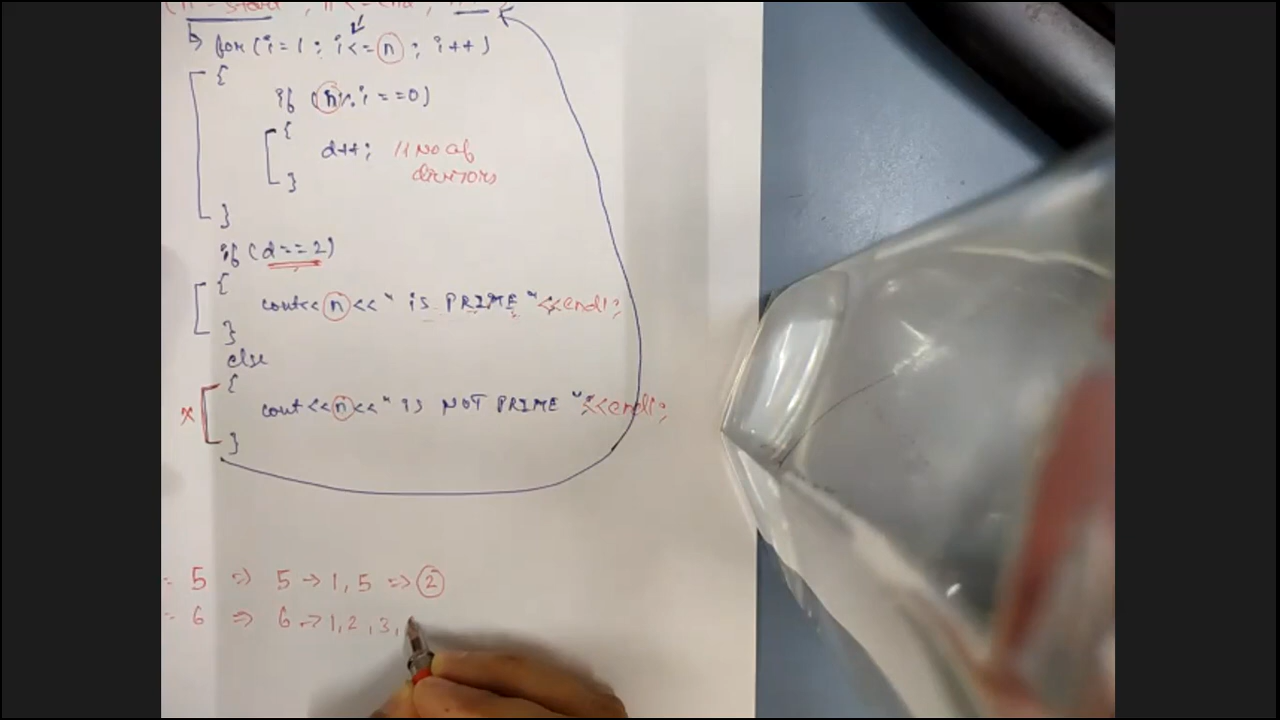 for (i=1 ; i<=n ; i++)
{
if (n%i ==0)
{
d++; // No of
divisors
}
}
if (d==2)
{
cout<<n<<" is PRIME "<<endl;
}
else
{
x
cout<<n<<" is NOT PRIME "<<endl;
}
= 5 => 5 → 1, 5 => 2
= 6 => 6 → 1, 2, 3,